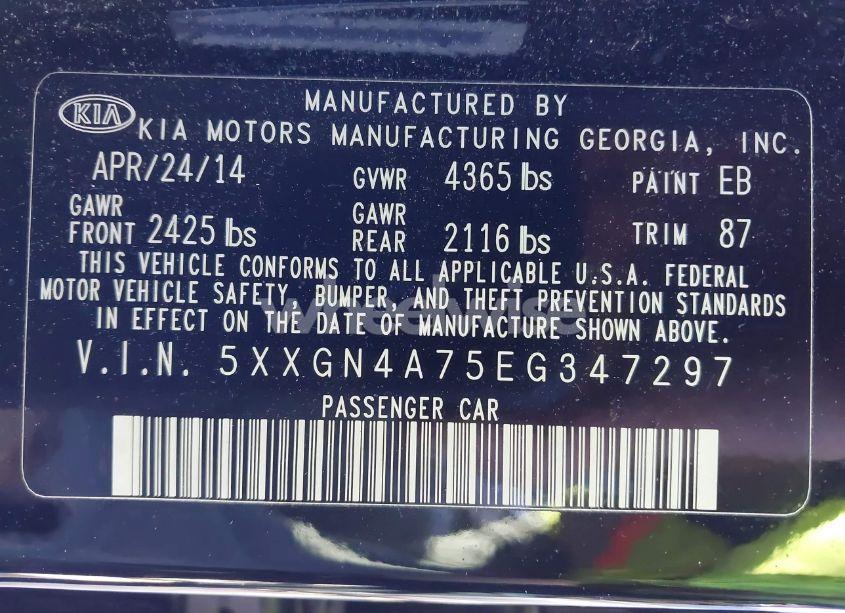 MANUFACTURED BY
KIA KIA MOTORS MANUFACTURING GEORGIA, INC.
APR/24/14 GVWR 4365 lbs PAINT EB
GAWR FRONT 2425 lbs GAWR REAR 2116 lbs TRIM 87
THIS VEHICLE CONFORMS TO ALL APPLICABLE U.S.A. FEDERAL
MOTOR VEHICLE SAFETY, BUMPER, AND THEFT PREVENTION STANDARDS
IN EFFECT ON THE DATE OF MANUFACTURE SHOWN ABOVE.
wheelwise
V.I.N. 5XXGN4A75EG347297
PASSENGER CAR